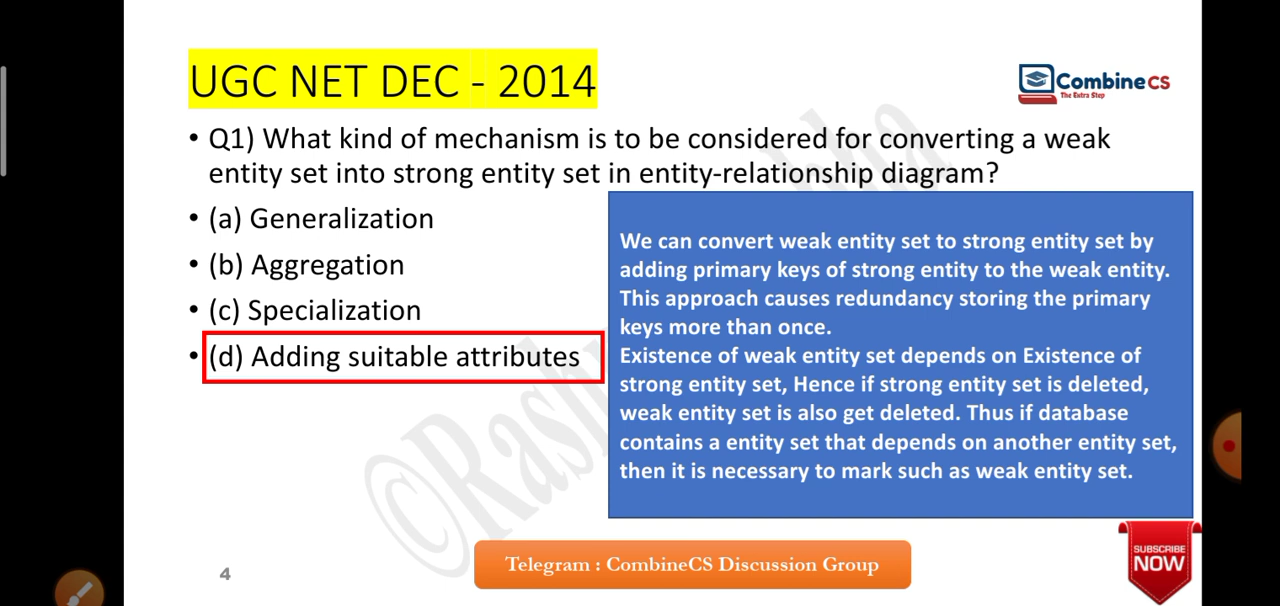 UGC NET DEC - 2014
CombineCS
The Extra Step
• Q1) What kind of mechanism is to be considered for converting a weak
entity set into strong entity set in entity-relationship diagram?
• (a) Generalization
• (b) Aggregation
• (c) Specialization
• (d) Adding suitable attributes
We can convert weak entity set to strong entity set by
adding primary keys of strong entity to the weak entity.
This approach causes redundancy storing the primary
keys more than once.
Existence of weak entity set depends on Existence of
strong entity set, Hence if strong entity set is deleted,
weak entity set is also get deleted. Thus if database
contains a entity set that depends on another entity set,
then it is necessary to mark such as weak entity set.
4
Telegram : CombineCS Discussion Group
SUBSCRIBE
NOW